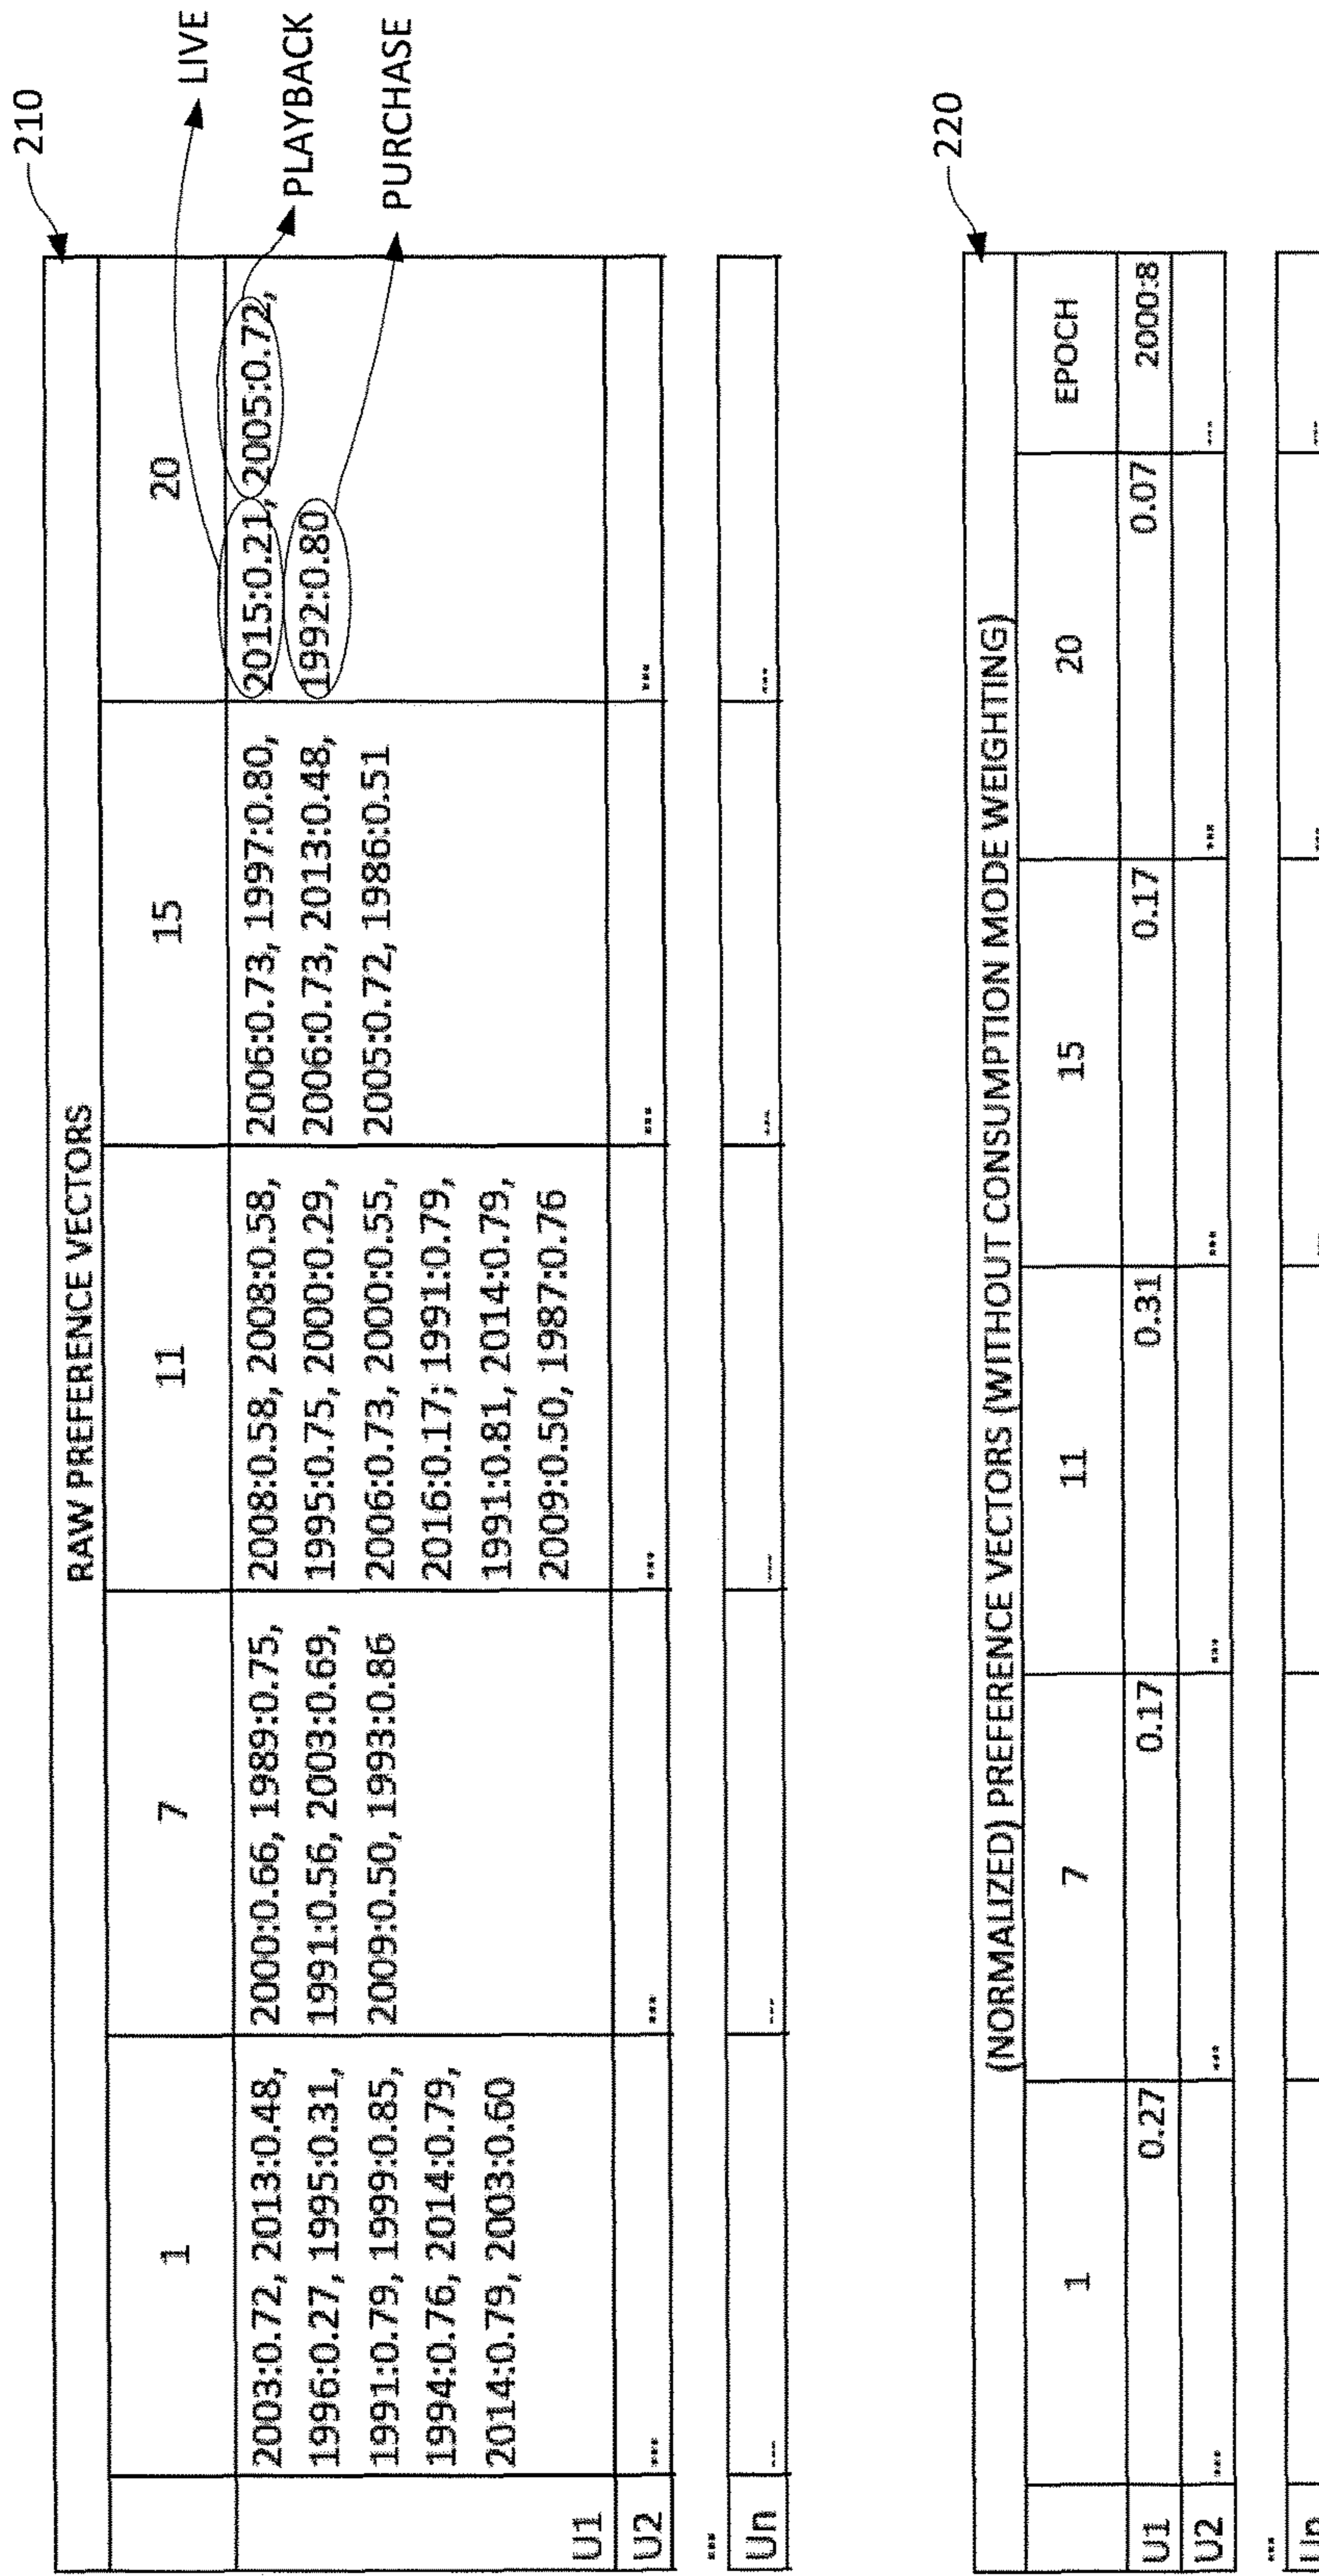 210
RAW PREFERENCE VECTORS
1 7 11 15 20
2003:0.72, 2013:0.48, 2000:0.66, 1989:0.75, 2008:0.58, 2008:0.58, 2006:0.73, 1997:0.80, 2015:0.21, 2005:0.72,
1996:0.27, 1995:0.31, 1991:0.56, 2003:0.69, 1995:0.75, 2000:0.29, 2006:0.73, 2013:0.48, 1992:0.80
1991:0.79, 1999:0.85, 2009:0.50, 1993:0.86 2006:0.73, 2000:0.55, 2005:0.72, 1986:0.51
1994:0.76, 2014:0.79, 2016:0.17; 1991:0.79,
2014:0.79, 2003:0.60 1991:0.81, 2014:0.79,
2009:0.50, 1987:0.76
U1
U2 ... ... ... ... ...
...
Un ... ... ... ... ...
LIVE
PLAYBACK
PURCHASE
220
(NORMALIZED) PREFERENCE VECTORS (WITHOUT CONSUMPTION MODE WEIGHTING)
1 7 11 15 20 EPOCH
U1 0.27 0.17 0.31 0.17 0.07 2000:8
U2 ... ... ... ... ... ...
...
Un ... ... ...